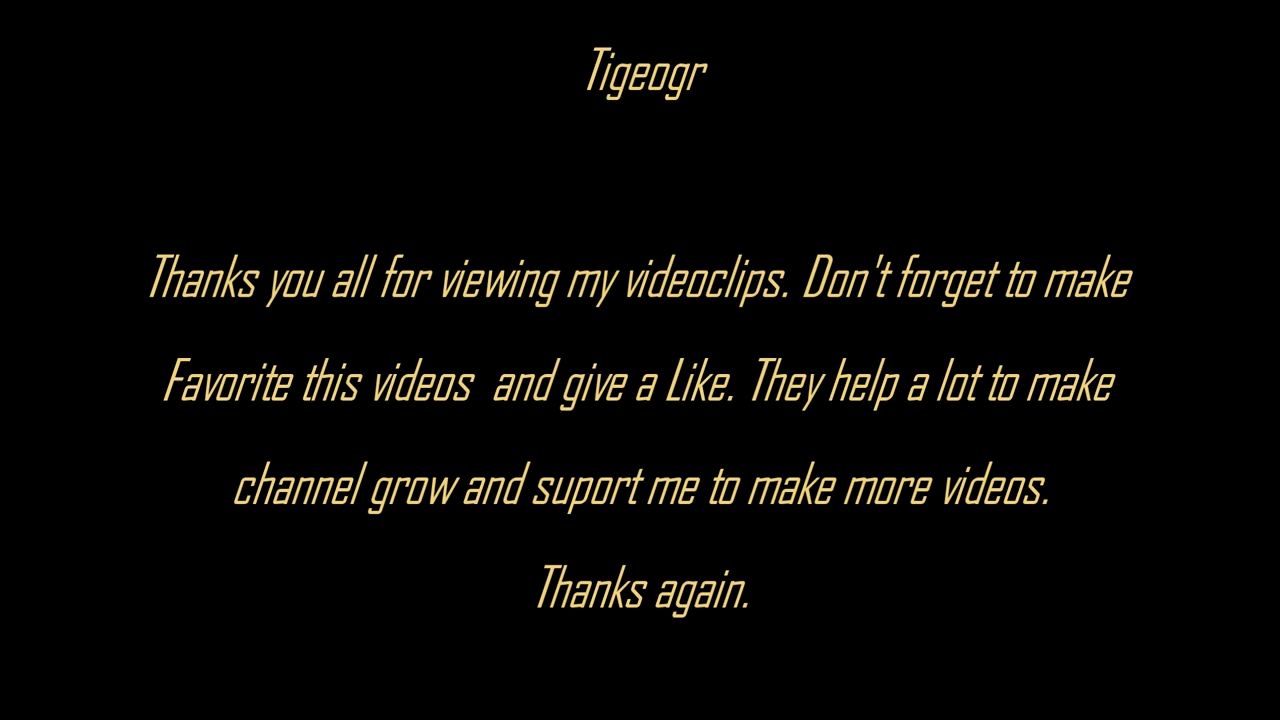 Tigeogr
Thanks you all for viewing my videoclips. Don't forget to make
Favorite this videos  and give a Like. They help a lot to make
channel grow and suport me to make more videos.
Thanks again.